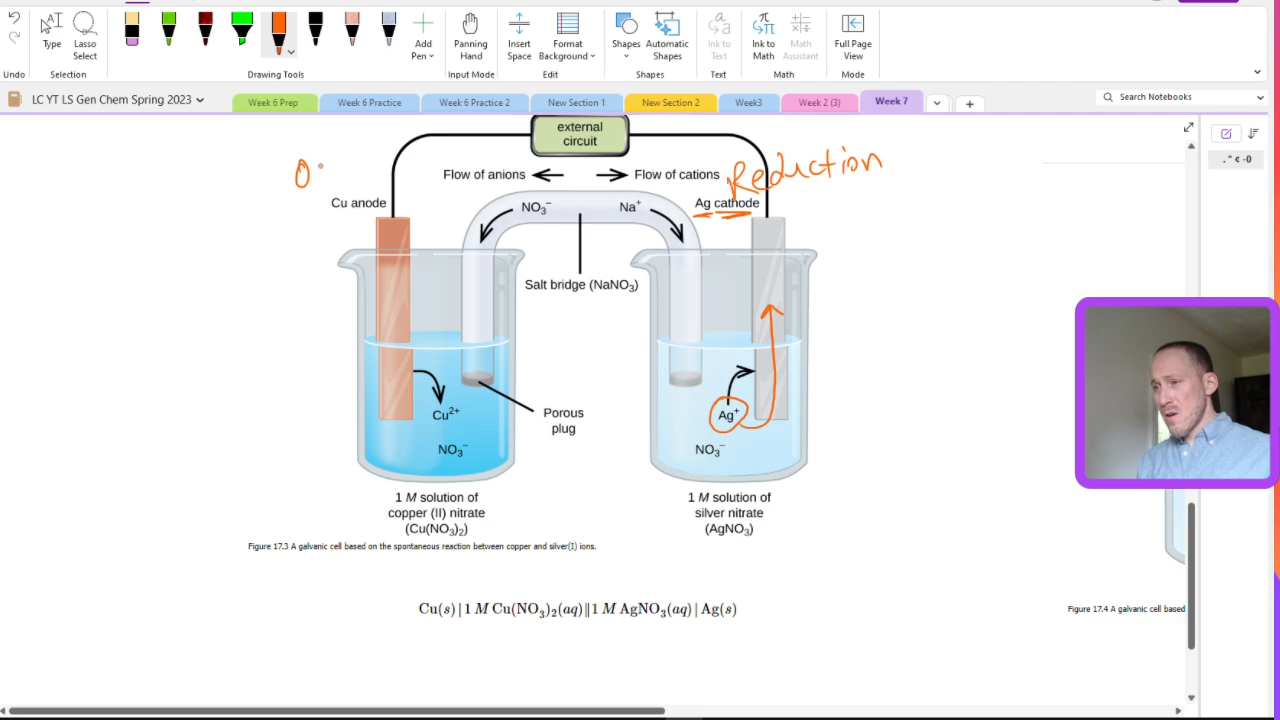 Undo
Type
Lasso
Select
Selection
Drawing Tools
Add
Pen
Panning
Hand
Input Mode
Insert
Space
Format
Background
Edit
Shapes
Automatic
Shapes
Shapes
Ink to
Text
Text
Ink to
Math
Math
Assistant
Math
Full Page
View
Mode
LC YT LS Gen Chem Spring 2023
Week 6 Prep
Week 6 Practice
Week 6 Practice 2
New Section 1
New Section 2
Week3
Week 2 (3)
Week 7
Search Notebooks
external
circuit
Flow of anions
Flow of cations
Reduction
O
Cu anode
NO₃⁻
Na⁺
Ag cathode
Salt bridge (NaNO₃)
Cu²⁺
NO₃⁻
Porous
plug
Ag⁺
NO₃⁻
1 M solution of
copper (II) nitrate
(Cu(NO₃)₂)
1 M solution of
silver nitrate
(AgNO₃)
Figure 17.3 A galvanic cell based on the spontaneous reaction between copper and silver(I) ions.
Cu(s) | 1 M Cu(NO₃)₂(aq) || 1 M AgNO₃(aq) | Ag(s)
Figure 17.4 A galvanic cell based